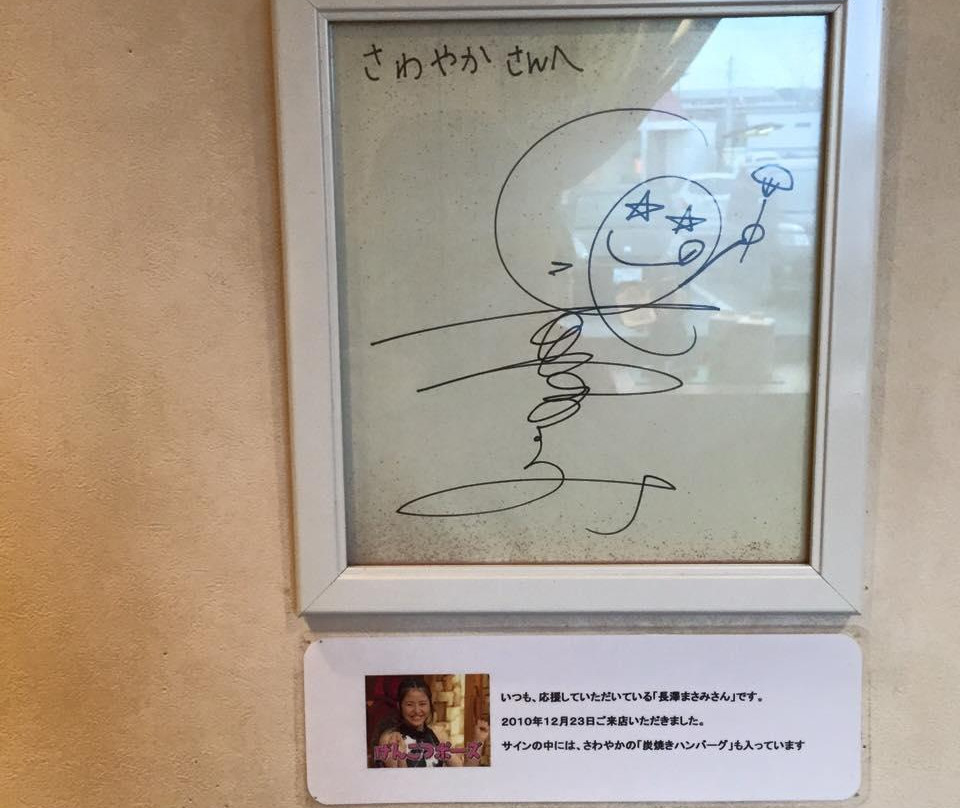 さわやか さんへ
げんこつポーズ
いつも、応援していただいている「長澤まさみさん」です。
2010年12月23日ご来店いただきました。
サインの中には、さわやかの「炭焼きハンバーグ」も入っています